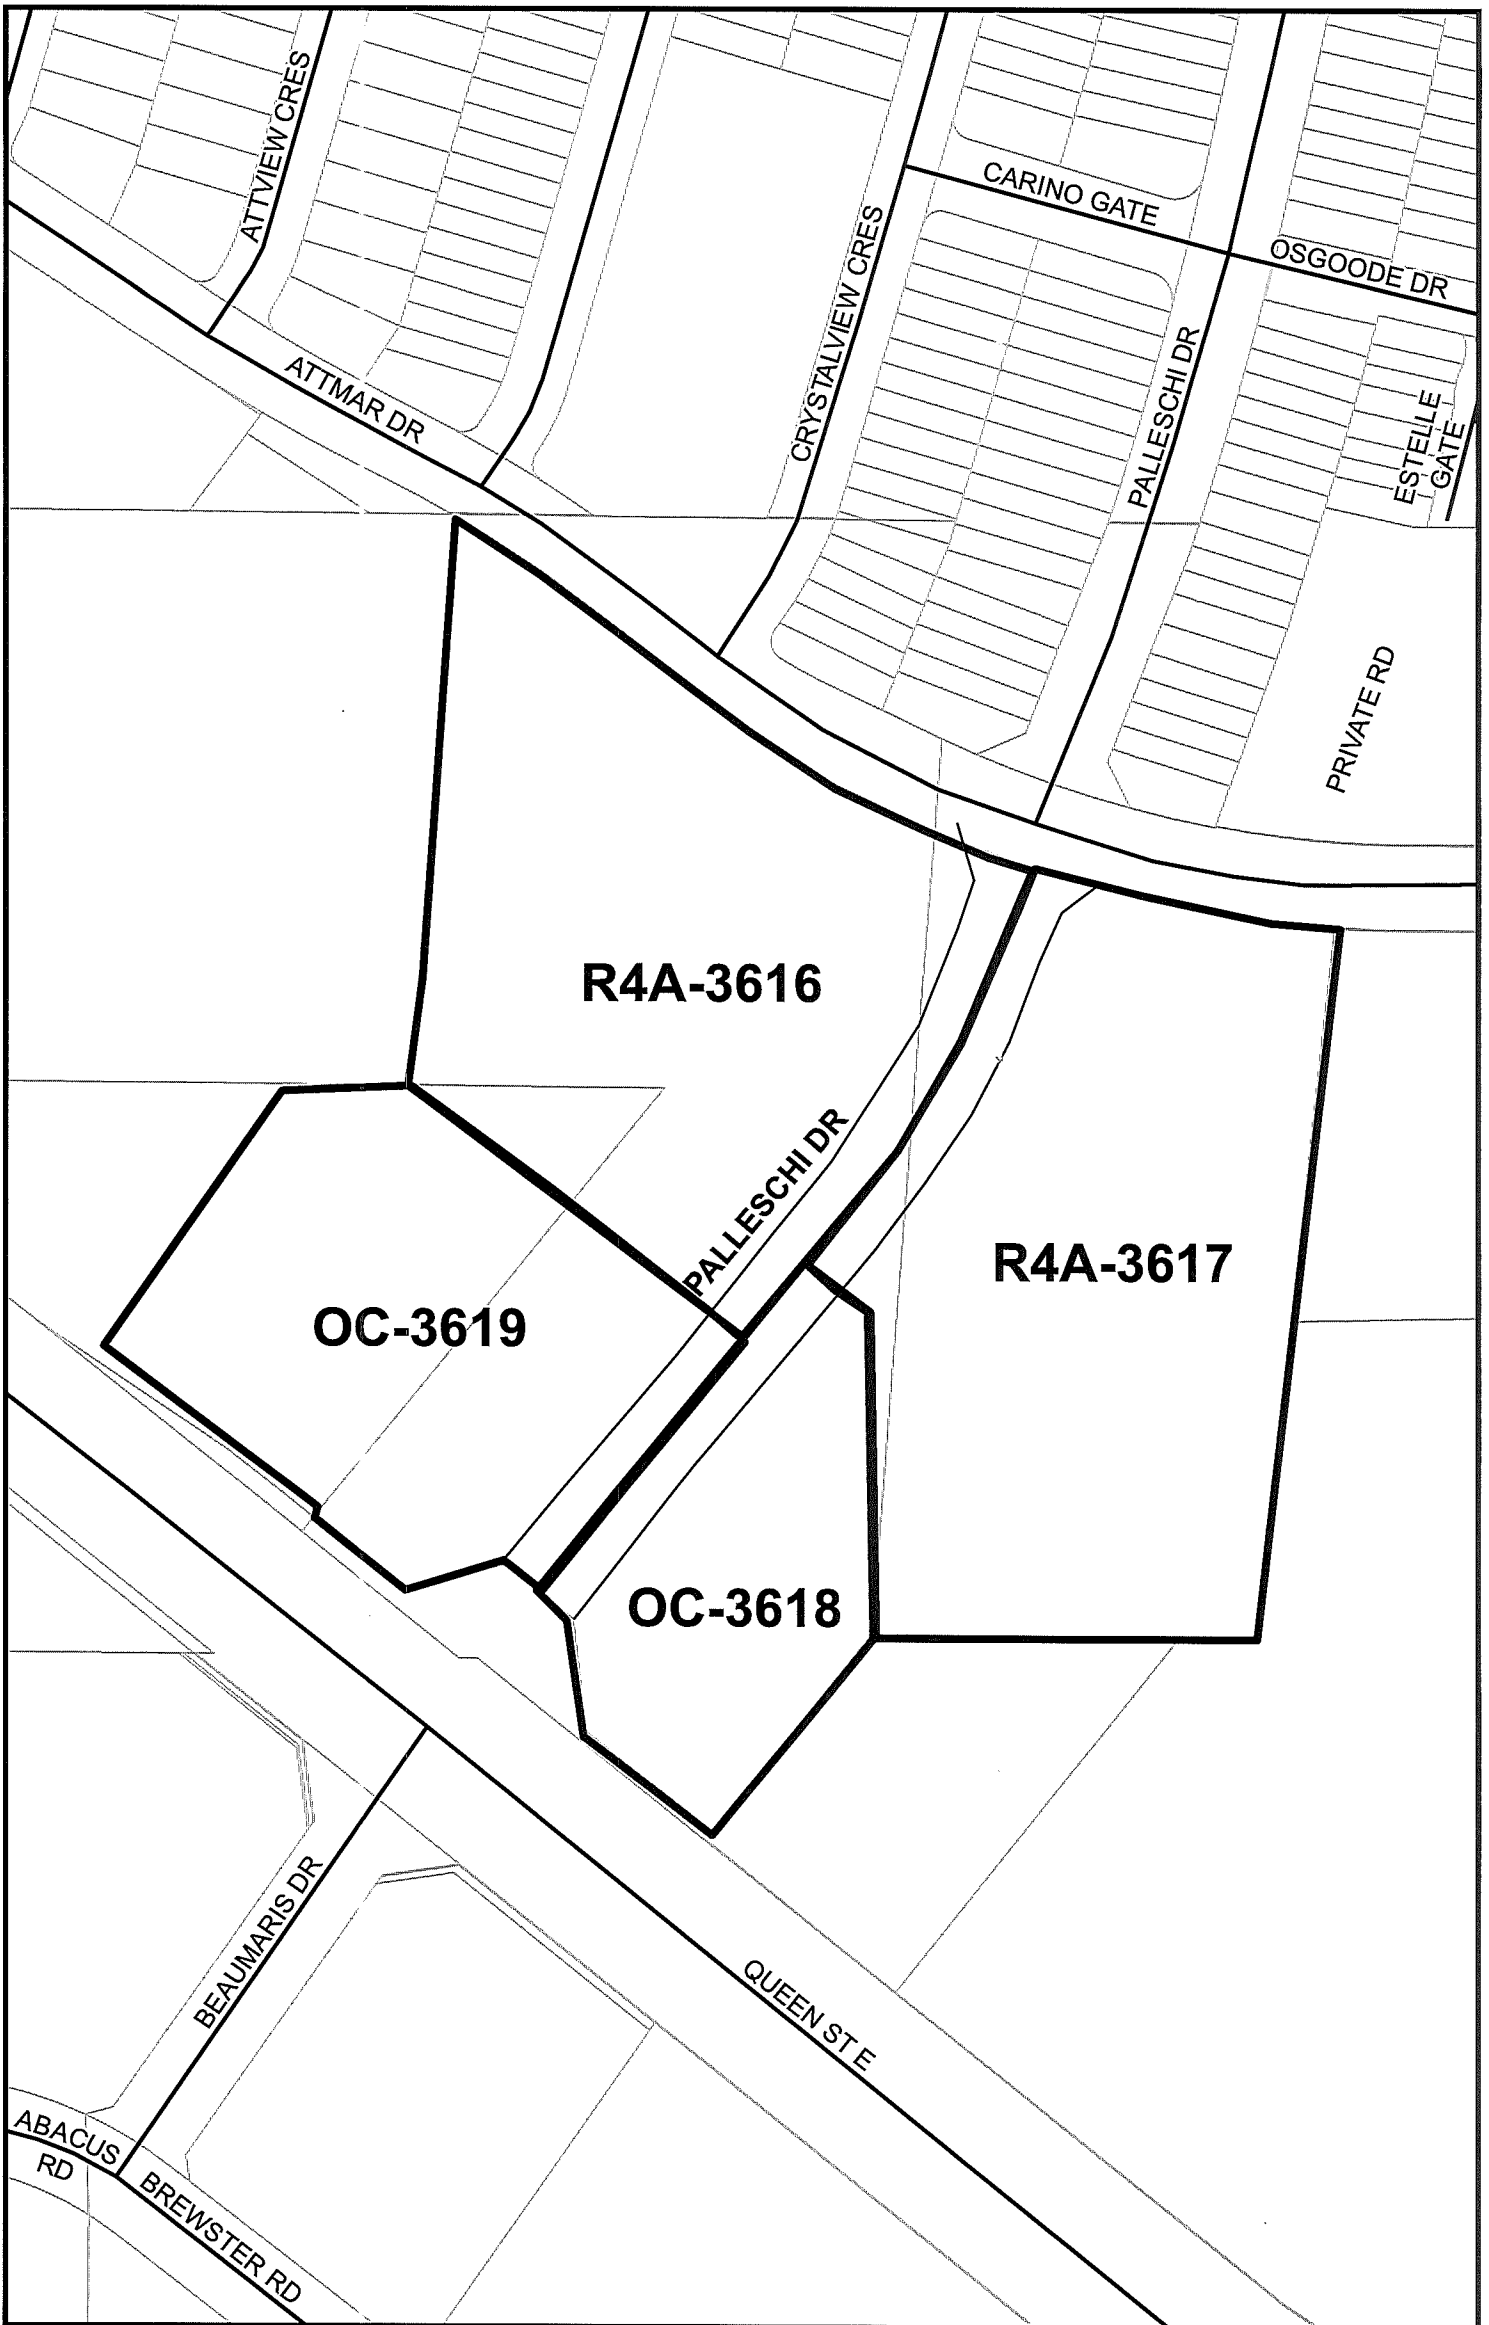 ATTVIEW CRES
CARINO GATE
CRYSTALVIEW CRES
OSGOODE DR
PALLESCHI DR
ATTMAR DR
ESTELLE
GATE
PRIVATE RD
R4A-3616
PALLESCHI DR
R4A-3617
OC-3619
OC-3618
BEAUMARIS DR
QUEEN ST E
ABACUS
RD
BREWSTER RD